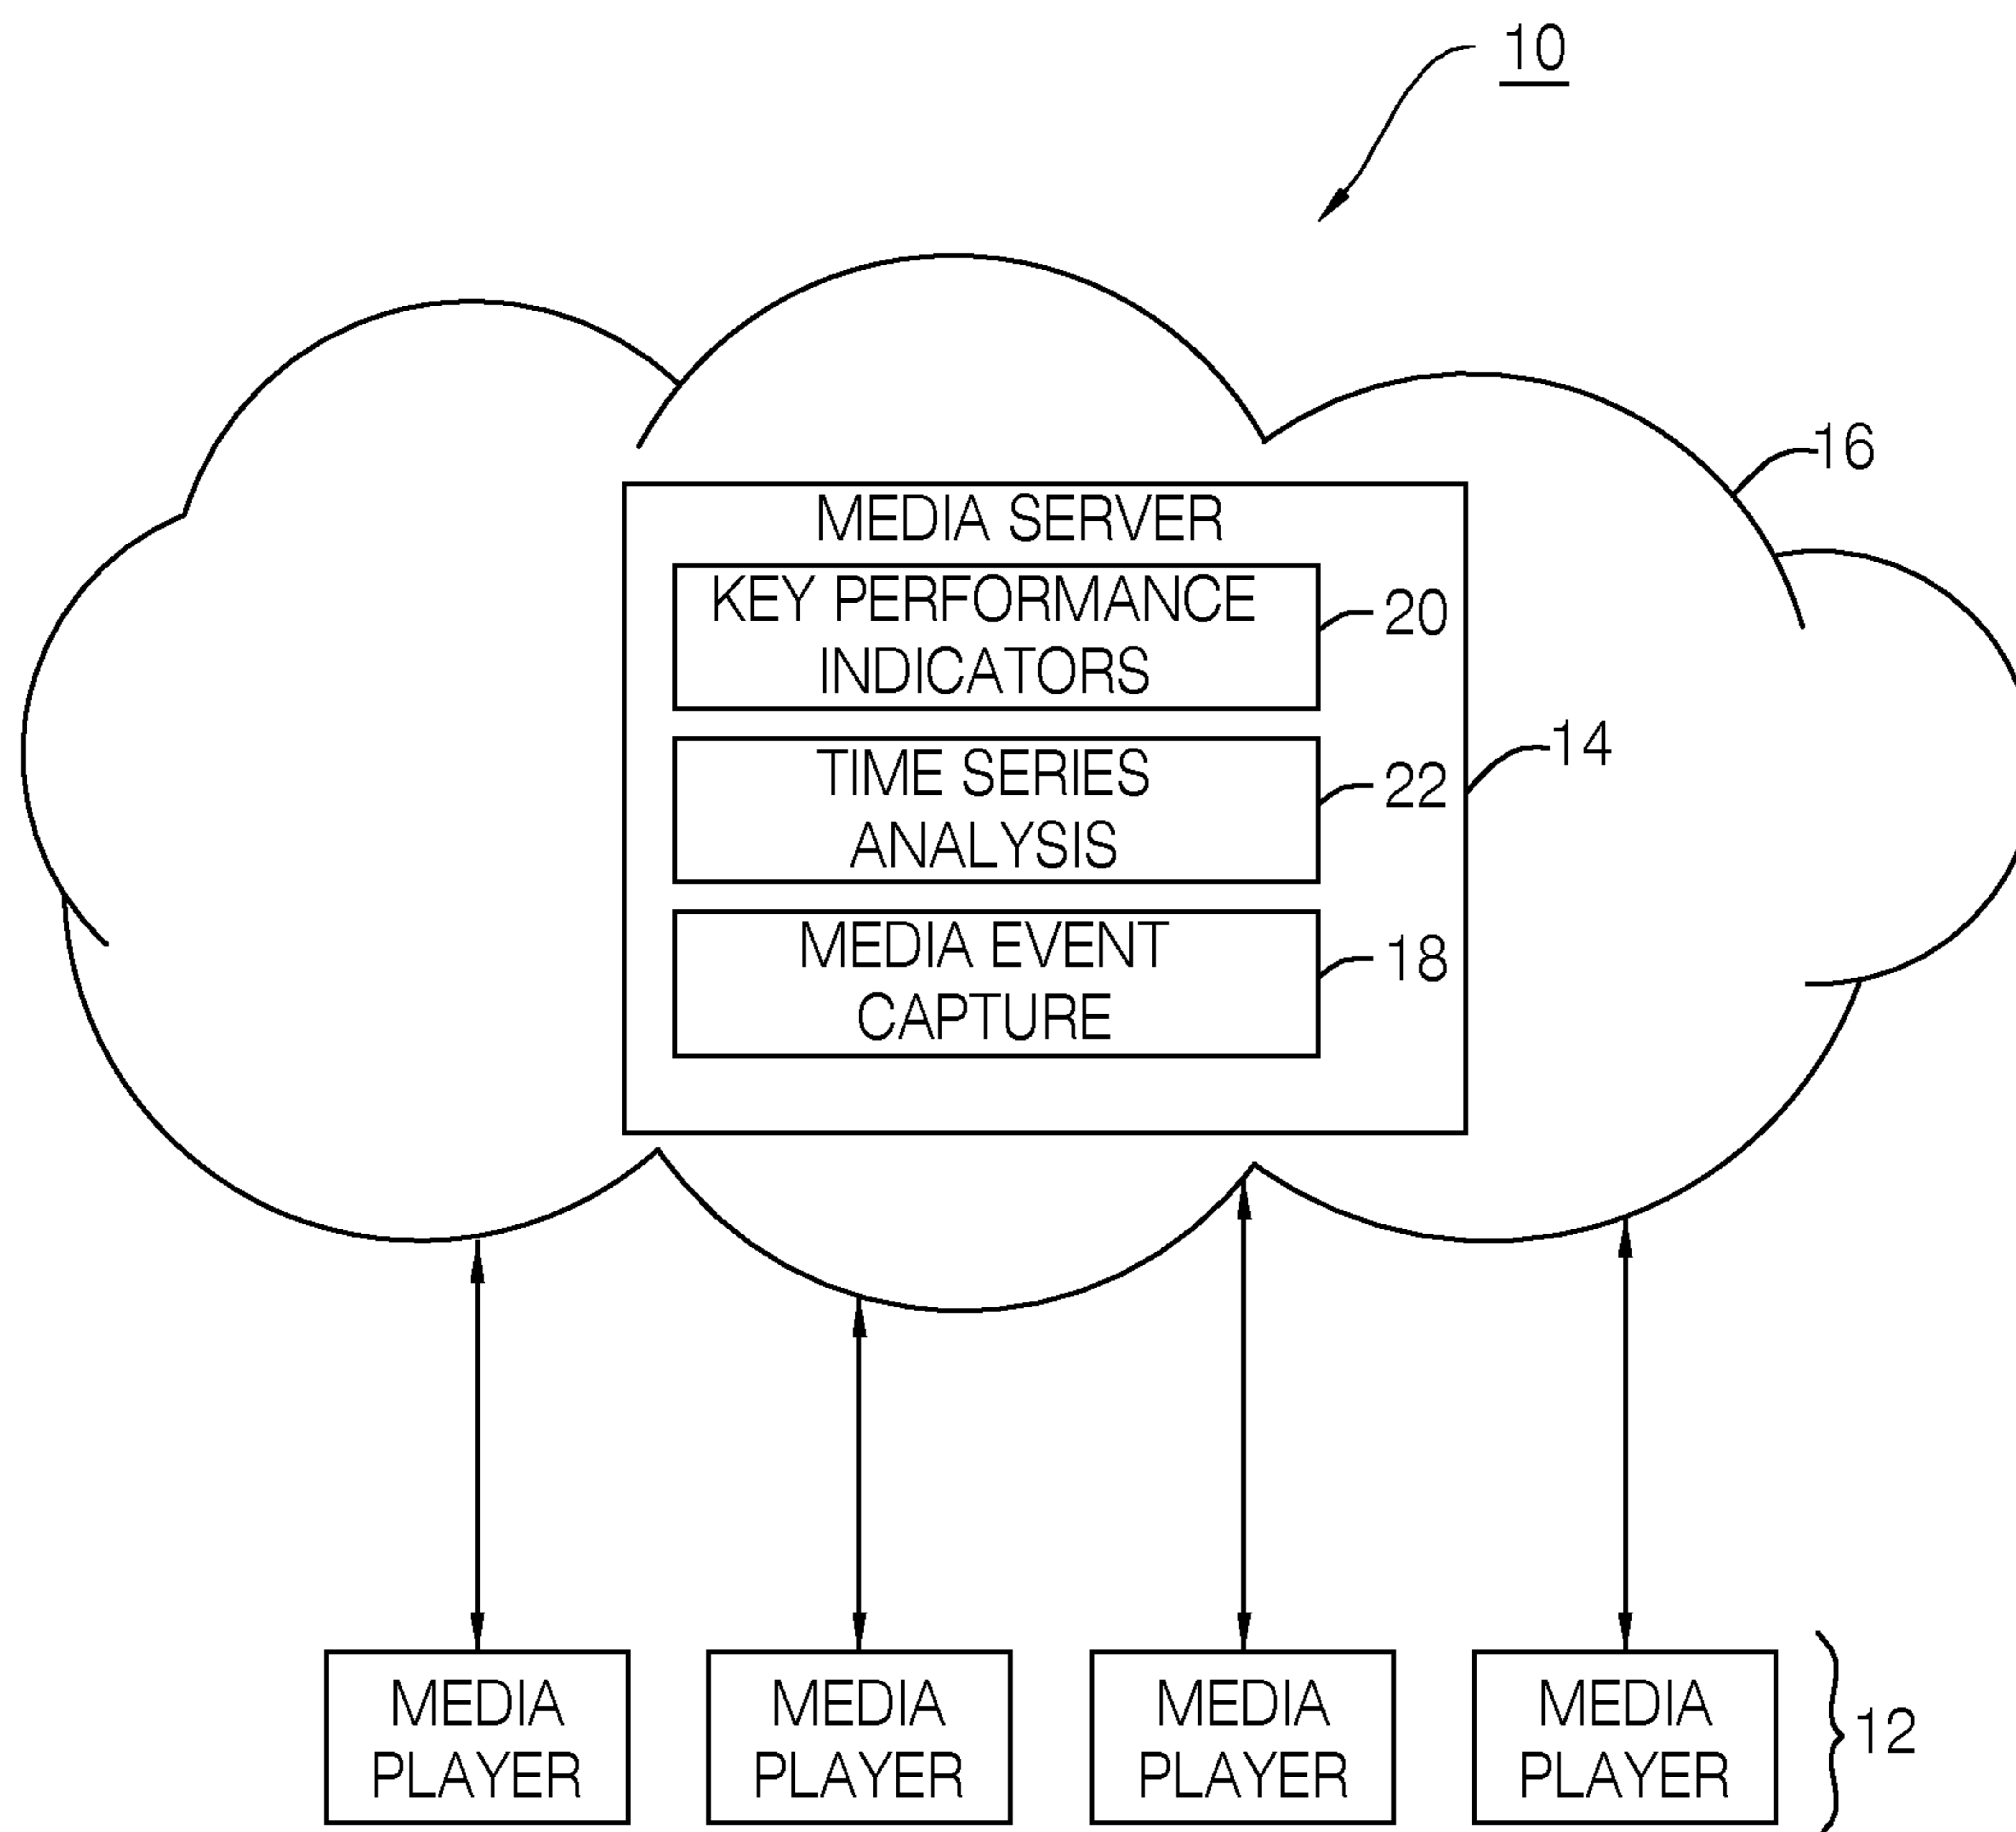 10
16
MEDIA SERVER
KEY PERFORMANCE
INDICATORS
20
TIME SERIES
ANALYSIS
22
14
MEDIA EVENT
CAPTURE
18
MEDIA
PLAYER
MEDIA
PLAYER
MEDIA
PLAYER
MEDIA
PLAYER
12